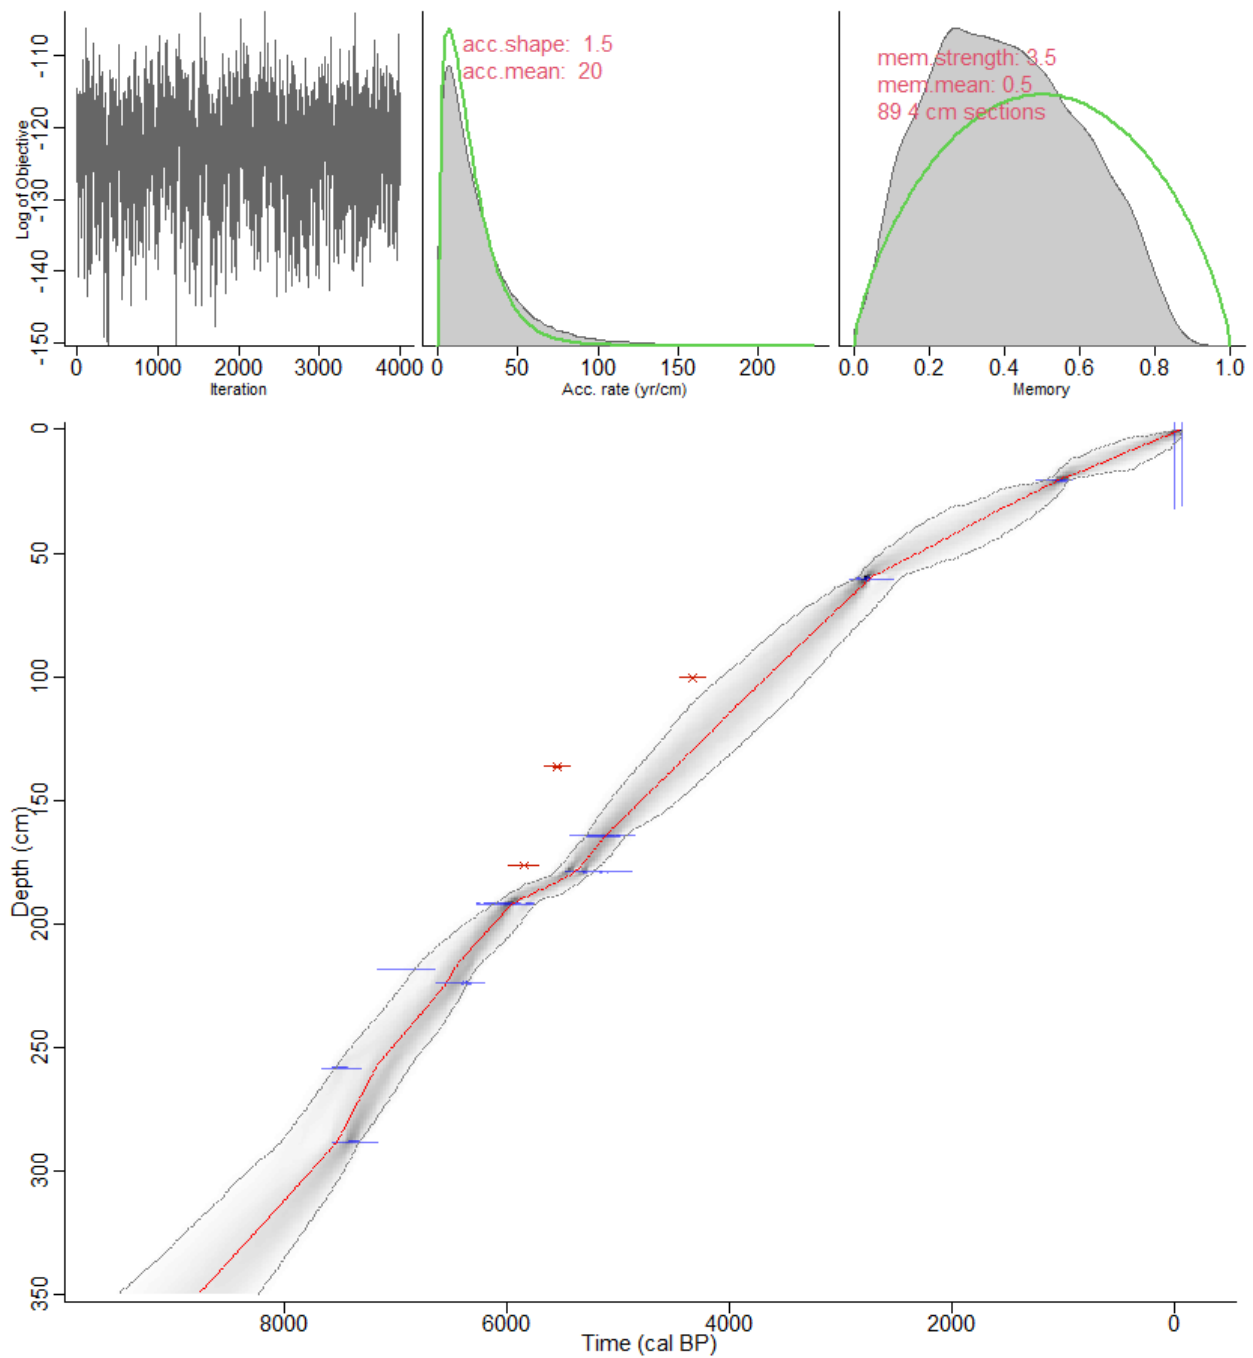 -110
-120
-130
-140
-150
Log of Objective
0 1000 2000 3000 4000
Iteration
acc.shape: 1.5
acc.mean: 20
0 50 100 150 200
Acc. rate (yr/cm)
mem.strength: 3.5
mem.mean: 0.5
89 4 cm sections
0.0 0.2 0.4 0.6 0.8 1.0
Memory
0
50
100
150
200
250
300
350
Depth (cm)
8000 6000 4000 2000 0
Time (cal BP)